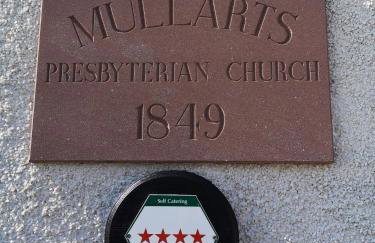 MULLARTS
PRESBYTERIAN CHURCH
1849
Self Catering